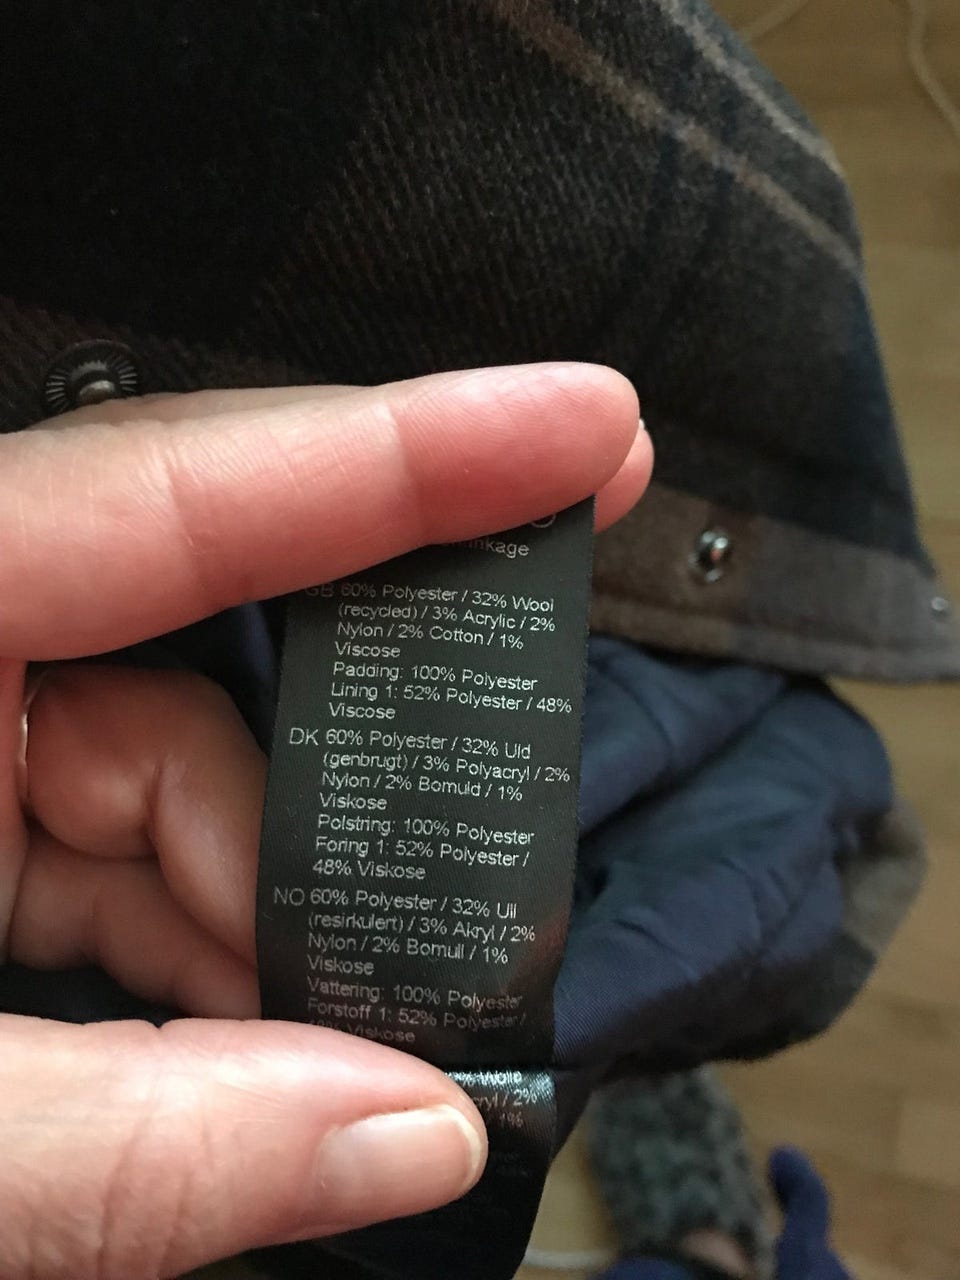 GB 60% Polyester / 32% Wool
(recycled) / 3% Acrylic / 2%
Nylon / 2% Cotton / 1%
Viscose
Padding: 100% Polyester
Lining 1: 52% Polyester / 48%
Viscose
DK 60% Polyester / 32% Uld
(genbrugt) / 3% Polyacryl / 2%
Nylon / 2% Bomuld / 1%
Viskose
Polstring: 100% Polyester
Foring 1: 52% Polyester /
48% Viskose
NO 60% Polyester / 32% Ull
(resirkulert) / 3% Akryl / 2%
Nylon / 2% Bomull / 1%
Viskose
Vattering: 100% Polyester
Forstoff 1: 52% Polyester /
48% Viskose